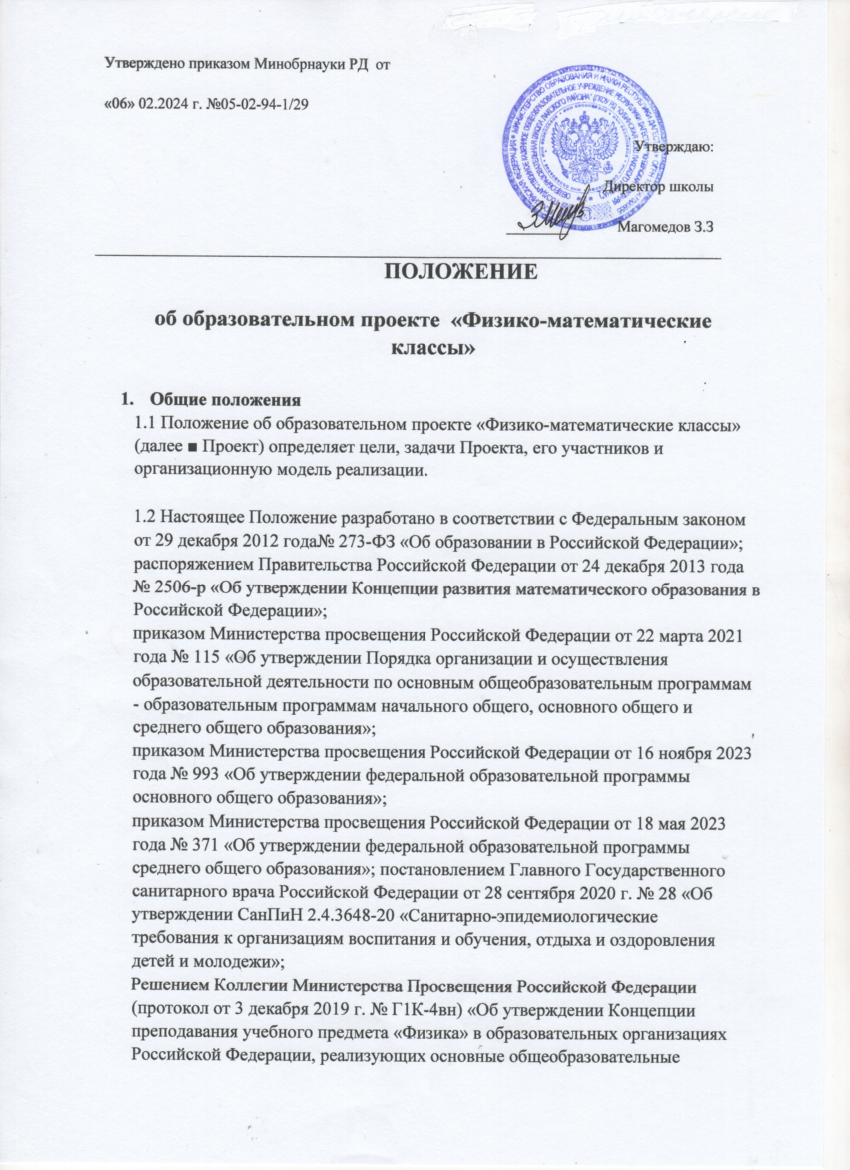 Утверждено приказом Минобрнауки РД от
«06» 02.2024 г. №05-02-94-1/29
Утверждаю:
Директор школы
Магомедов З.З
ПОЛОЖЕНИЕ
об образовательном проекте «Физико-математические
классы»
1. Общие положения
1.1 Положение об образовательном проекте «Физико-математические классы»
(далее ■ Проект) определяет цели, задачи Проекта, его участников и
организационную модель реализации.
1.2 Настоящее Положение разработано в соответствии с Федеральным законом
от 29 декабря 2012 года№ 273-ФЗ «Об образовании в Российской Федерации»;
распоряжением Правительства Российской Федерации от 24 декабря 2013 года
№ 2506-р «Об утверждении Концепции развития математического образования в
Российской Федерации»;
приказом Министерства просвещения Российской Федерации от 22 марта 2021
года № 115 «Об утверждении Порядка организации и осуществления
образовательной деятельности по основным общеобразовательным программам
- образовательным программам начального общего, основного общего и
среднего общего образования»;
приказом Министерства просвещения Российской Федерации от 16 ноября 2023
года № 993 «Об утверждении федеральной образовательной программы
основного общего образования»;
приказом Министерства просвещения Российской Федерации от 18 мая 2023
года № 371 «Об утверждении федеральной образовательной программы
среднего общего образования»; постановлением Главного Государственного
санитарного врача Российской Федерации от 28 сентября 2020 г. № 28 «Об
утверждении СанПиН 2.4.3648-20 «Санитарно-эпидемиологические
требования к организациям воспитания и обучения, отдыха и оздоровления
детей и молодежи»;
Решением Коллегии Министерства Просвещения Российской Федерации
(протокол от 3 декабря 2019 г. № Г1К-4вн) «Об утверждении Концепции
преподавания учебного предмета «Физика» в образовательных организациях
Российской Федерации, реализующих основные общеобразовательные